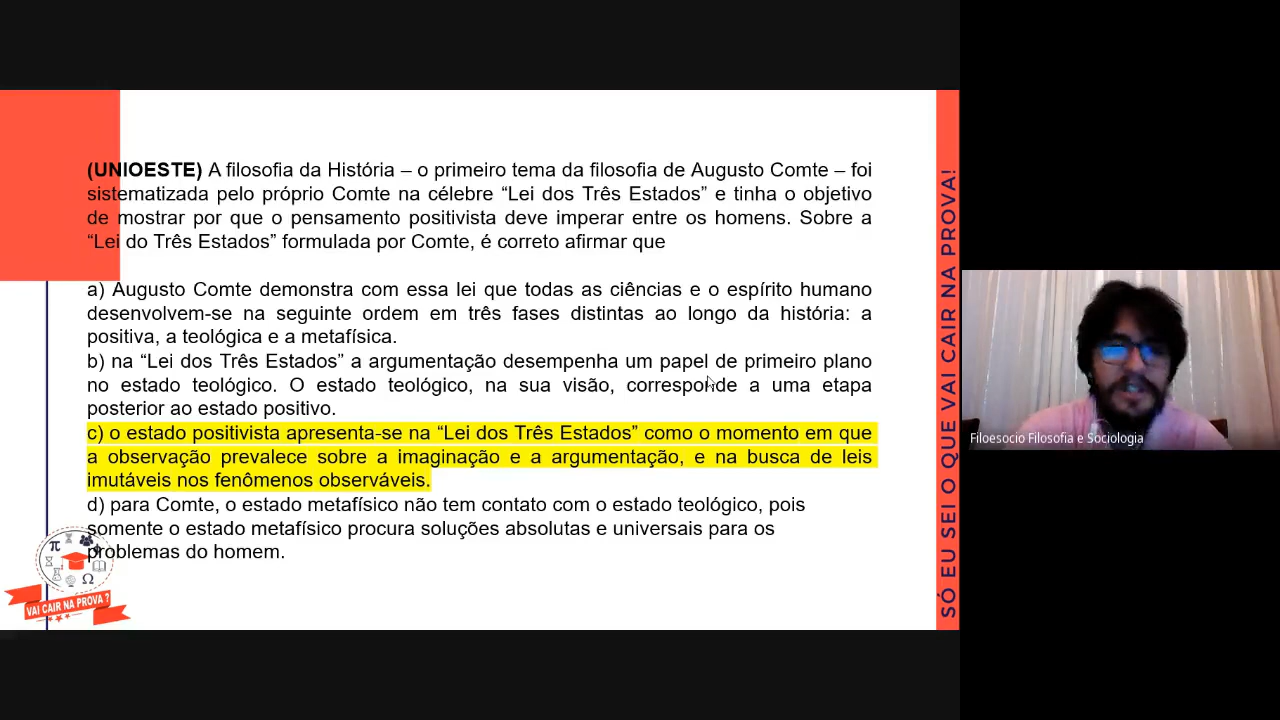 (UNIOESTE) A filosofia da História – o primeiro tema da filosofia de Augusto Comte – foi
sistematizada pelo próprio Comte na célebre “Lei dos Três Estados” e tinha o objetivo
de mostrar por que o pensamento positivista deve imperar entre os homens. Sobre a
“Lei do Três Estados” formulada por Comte, é correto afirmar que
a) Augusto Comte demonstra com essa lei que todas as ciências e o espírito humano
desenvolvem-se na seguinte ordem em três fases distintas ao longo da história: a
positiva, a teológica e a metafísica.
b) na “Lei dos Três Estados” a argumentação desempenha um papel de primeiro plano
no estado teológico. O estado teológico, na sua visão, corresponde a uma etapa
posterior ao estado positivo.
c) o estado positivista apresenta-se na “Lei dos Três Estados” como o momento em que
a observação prevalece sobre a imaginação e a argumentação, e na busca de leis
imutáveis nos fenômenos observáveis.
d) para Comte, o estado metafísico não tem contato com o estado teológico, pois
somente o estado metafísico procura soluções absolutas e universais para os
problemas do homem.
π
Ω
VAI CAIR NA PROVA ?
SÓ EU SEI O QUE VAI CAIR NA PROVA!
Filoesocio Filosofia e Sociologia